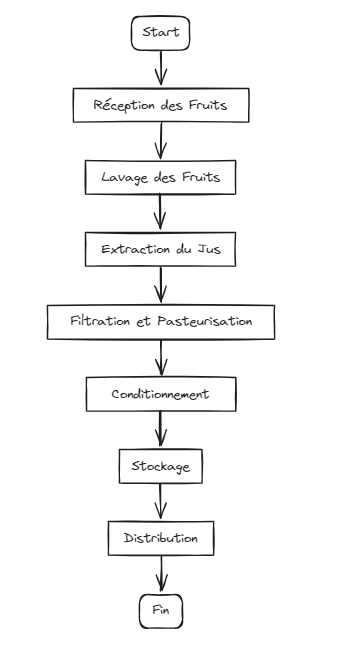 Start
Réception des Fruits
Lavage des Fruits
Extraction du Jus
Filtration et Pasteurisation
Conditionnement
Stockage
Distribution
Fin